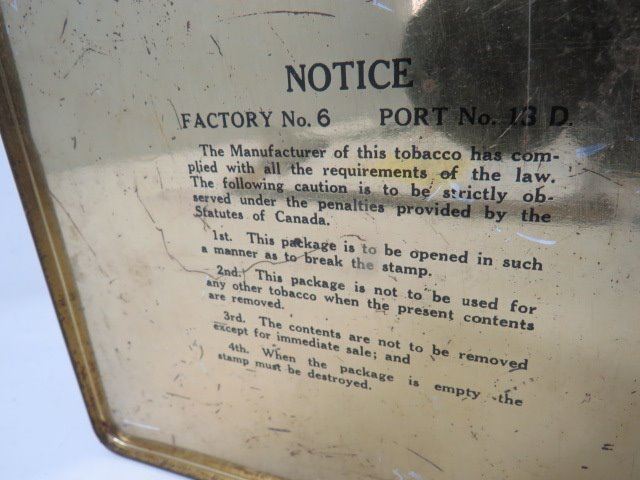 NOTICE
FACTORY No. 6 PORT No. 13 D.
The Manufacturer of this tobacco has com-
plied with all the requirements of the law.
The following caution is to be strictly ob-
served under the penalties provided by the
Statutes of Canada.
1st. This package is to be opened in such
a manner as to break the stamp.
2nd. This package is not to be used for
any other tobacco when the present contents
are removed.
3rd. The contents are not to be removed
except for immediate sale; and
4th. When the package is empty the
stamp must be destroyed.